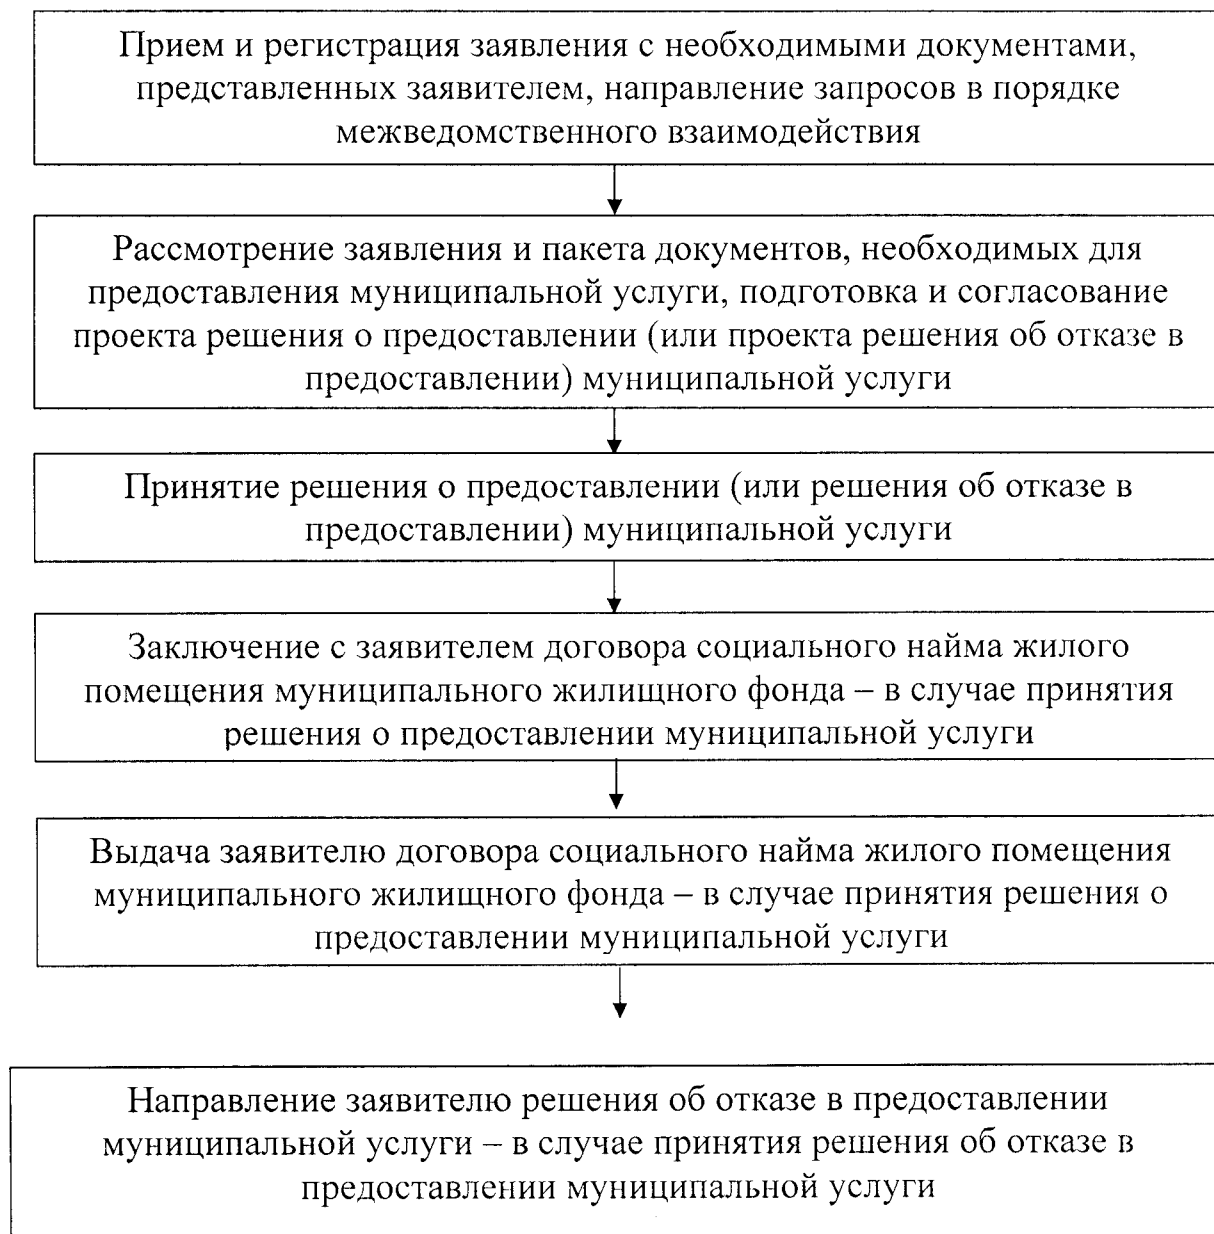 Прием и регистрация заявления с необходимыми документами,
представленных заявителем, направление запросов в порядке
межведомственного взаимодействия
Рассмотрение заявления и пакета документов, необходимых для
предоставления муниципальной услуги, подготовка и согласование
проекта решения о предоставлении (или проекта решения об отказе в
предоставлении) муниципальной услуги
Принятие решения о предоставлении (или решения об отказе в
предоставлении) муниципальной услуги
Заключение с заявителем договора социального найма жилого
помещения муниципального жилищного фонда – в случае принятия
решения о предоставлении муниципальной услуги
Выдача заявителю договора социального найма жилого помещения
муниципального жилищного фонда – в случае принятия решения о
предоставлении муниципальной услуги
Направление заявителю решения об отказе в предоставлении
муниципальной услуги – в случае принятия решения об отказе в
предоставлении муниципальной услуги